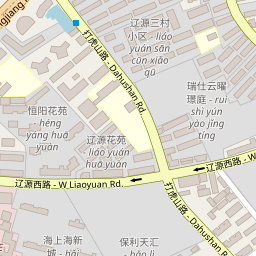 ngjiang
辽源三村
小区 - liáo
yuán sān
cūn xiǎo qū
打虎山路 - Dahushan Rd.
瑞仕云曜
璟庭 - ruì
shì yún
yào jǐng
tíng
恒阳花苑
- héng
yáng huā
yuàn
辽源花苑
- liáo yuán
huā yuàn
辽源西路
辽源西路 - W Liaoyuan Rd.
打虎山路 - Dahushan Rd.
海上海新
城 - hǎi
保利天汇
- bǎo lì